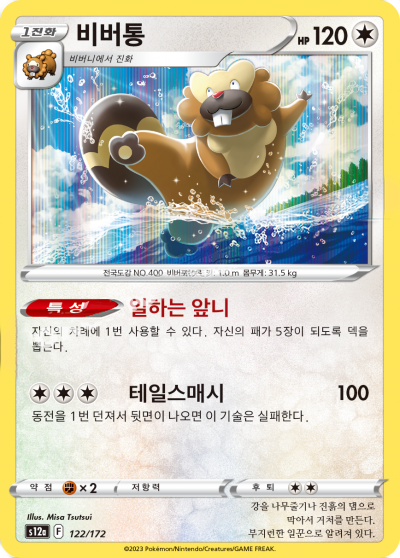 1진화
비버통
HP 120
비버니에서 진화
전국도감 NO.400 비버포켓몬 키: 1.0 m 몸무게: 31.5 kg
특성 일하는 앞니
자신의 차례에 1번 사용할 수 있다. 자신의 패가 5장이 되도록 덱을
뽑는다.
테일스매시 100
동전을 1번 던져서 뒷면이 나오면 이 기술은 실패한다.
약점 ×2 저항력 후퇴
Illus. Misa Tsutsui
s12a F 122/172
강을 나무줄기나 진흙의 댐으로
막아서 거처를 만든다.
부지런한 일꾼으로 알려져 있다.
©2023 Pokémon/Nintendo/Creatures/GAME FREAK.